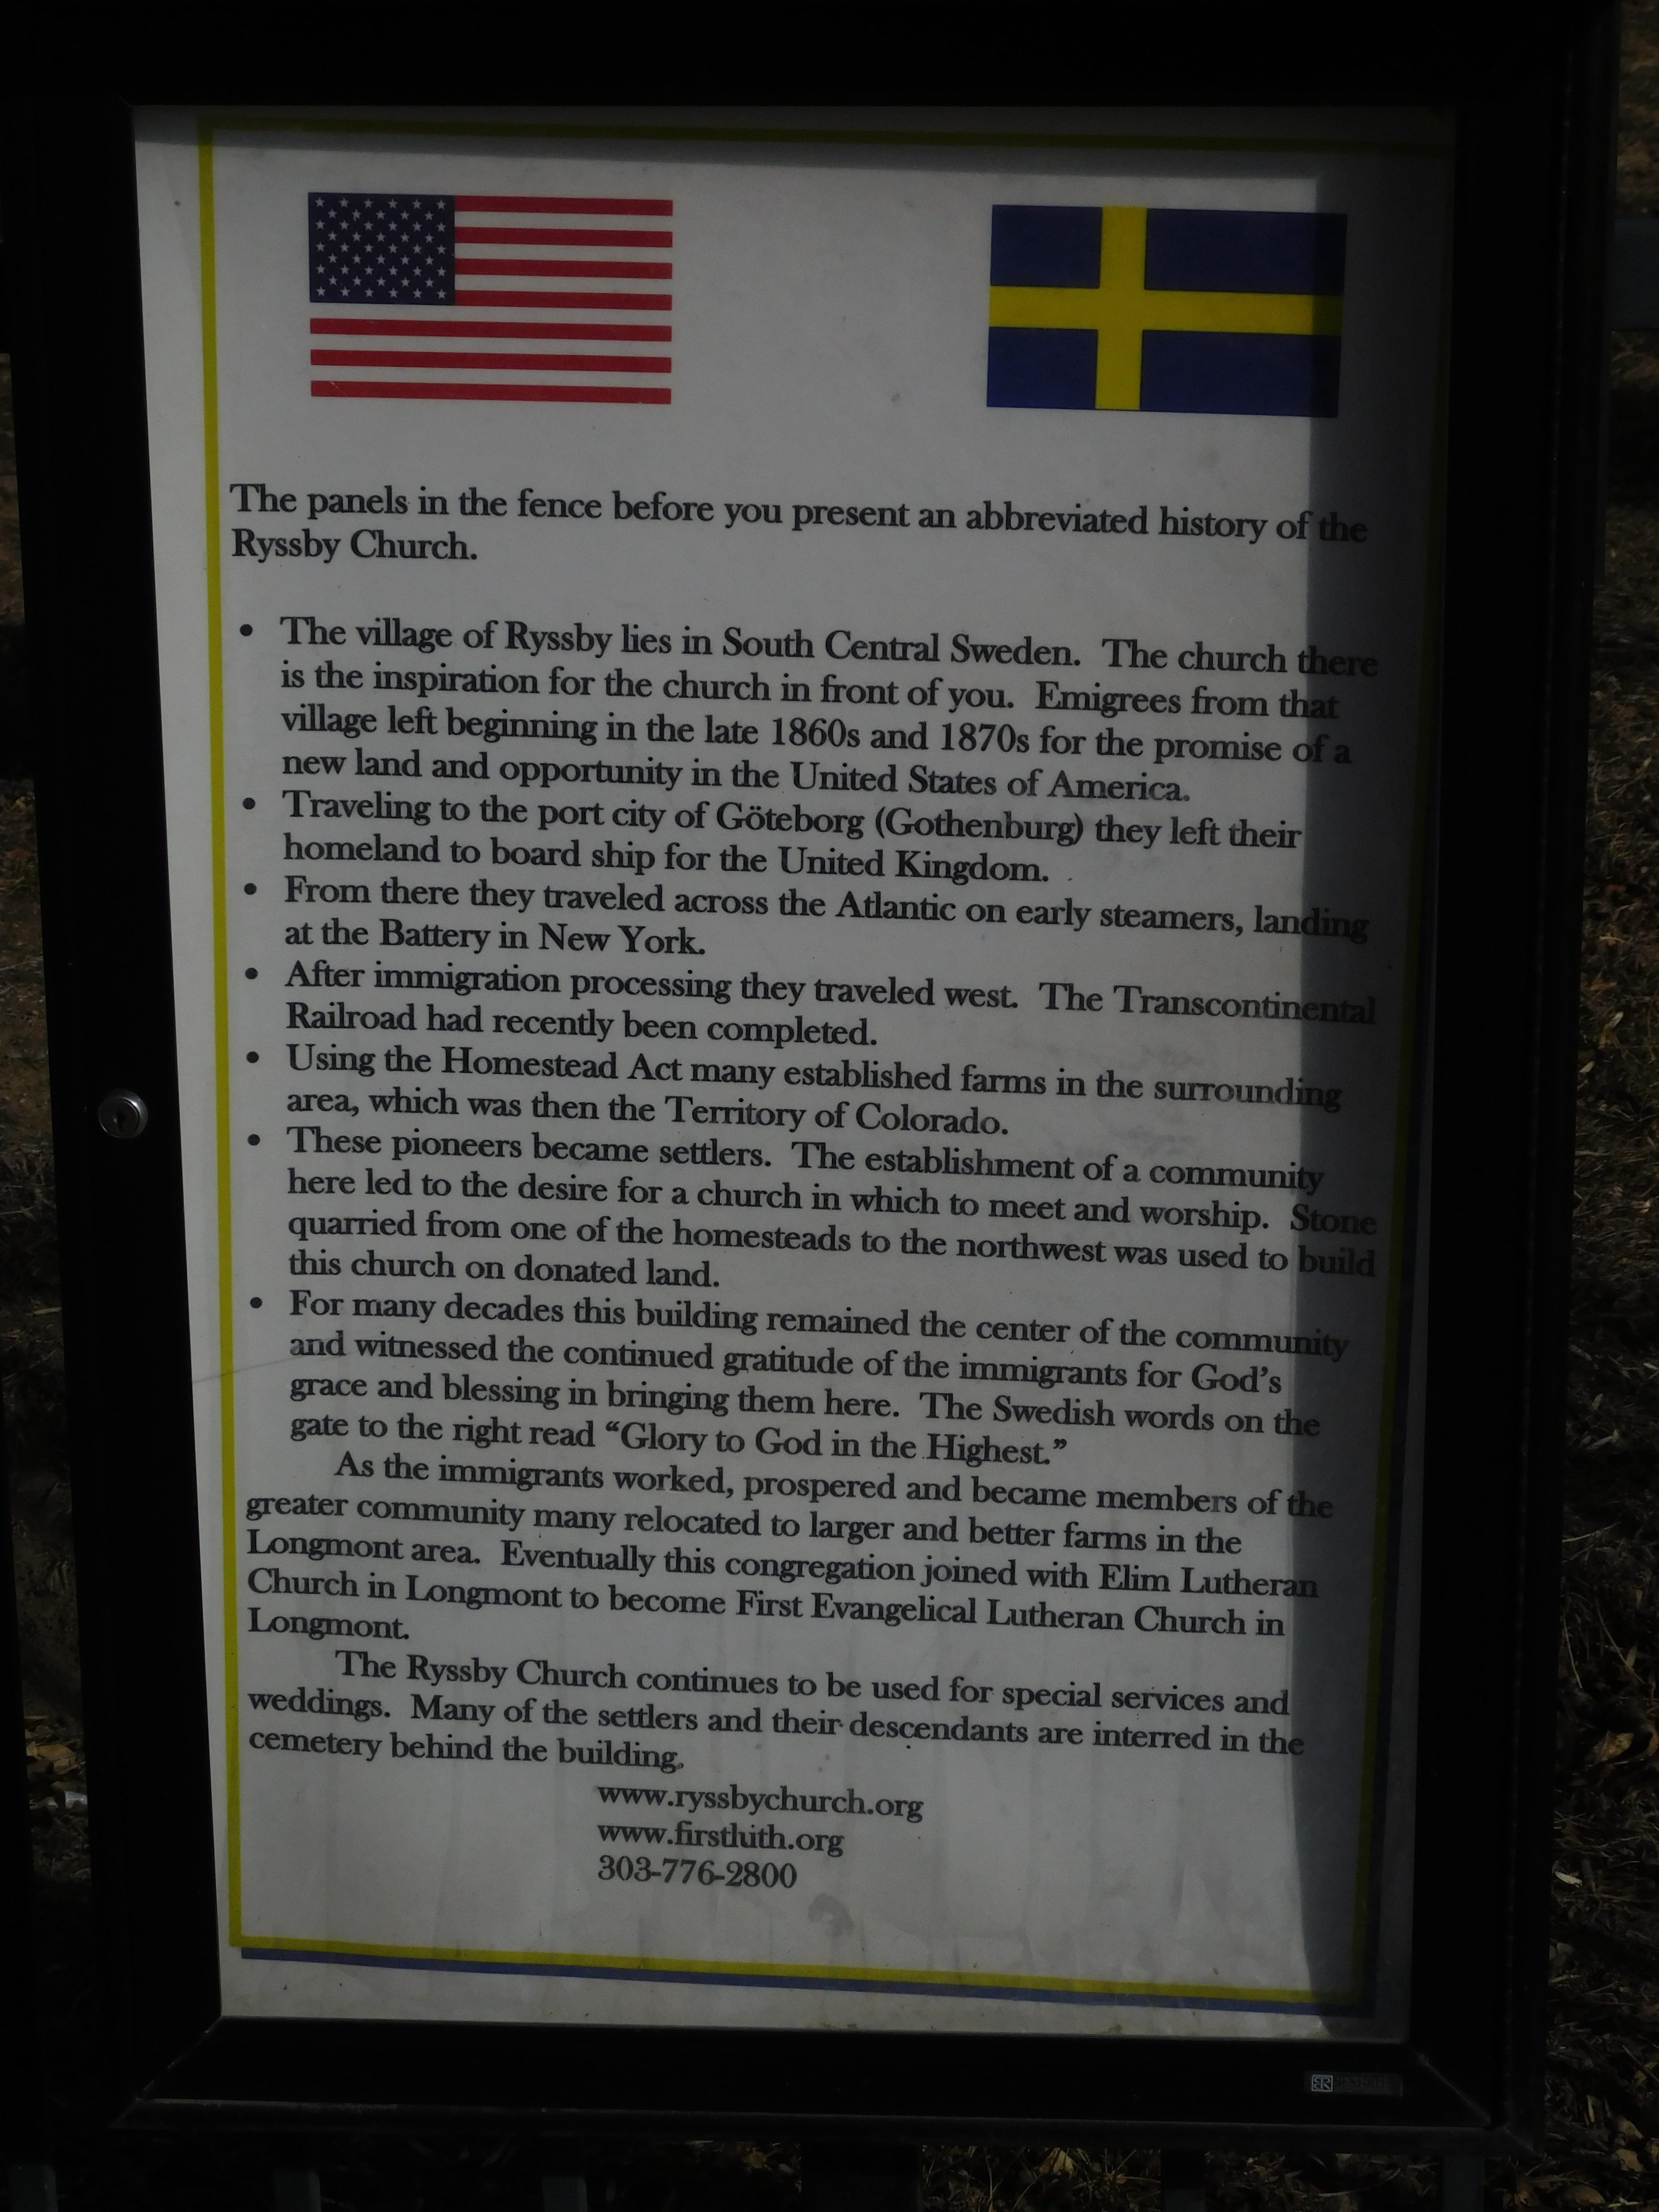 The panels in the fence before you present an abbreviated history of the
Ryssby Church.
• The village of Ryssby lies in South Central Sweden. The church there
is the inspiration for the church in front of you. Emigrees from that
village left beginning in the late 1860s and 1870s for the promise of a
new land and opportunity in the United States of America.
• Traveling to the port city of Göteborg (Gothenburg) they left their
homeland to board ship for the United Kingdom.
• From there they traveled across the Atlantic on early steamers, landing
at the Battery in New York.
• After immigration processing they traveled west. The Transcontinental
Railroad had recently been completed.
• Using the Homestead Act many established farms in the surrounding
area, which was then the Territory of Colorado.
• These pioneers became settlers. The establishment of a community
here led to the desire for a church in which to meet and worship. Stone
quarried from one of the homesteads to the northwest was used to build
this church on donated land.
• For many decades this building remained the center of the community
and witnessed the continued gratitude of the immigrants for God's
grace and blessing in bringing them here. The Swedish words on the
gate to the right read “Glory to God in the Highest.”
As the immigrants worked, prospered and became members of the
greater community many relocated to larger and better farms in the
Longmont area. Eventually this congregation joined with Elim Lutheran
Church in Longmont to become First Evangelical Lutheran Church in
Longmont.
The Ryssby Church continues to be used for special services and
weddings. Many of the settlers and their descendants are interred in the
cemetery behind the building.
www.ryssbychurch.org
www.firstluth.org
303-776-2800